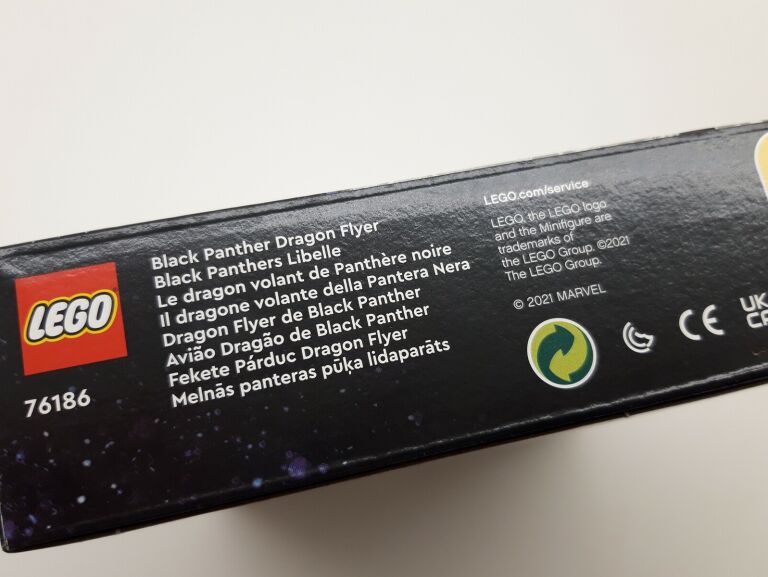 LEGO
76186
Black Panther Dragon Flyer
Black Panthers Libelle
Le dragon volant de Panthère noire
Il dragone volante della Pantera Nera
Dragon Flyer de Black Panther
Avião Dragão de Black Panther
Fekete Párduc Dragon Flyer
Melnās panteras pūķa lidaparāts
LEGO.com/service
LEGO, the LEGO logo
and the Minifigure are
trademarks of
the LEGO Group. ©2021
The LEGO Group.
© 2021 MARVEL
CE
UK
CA